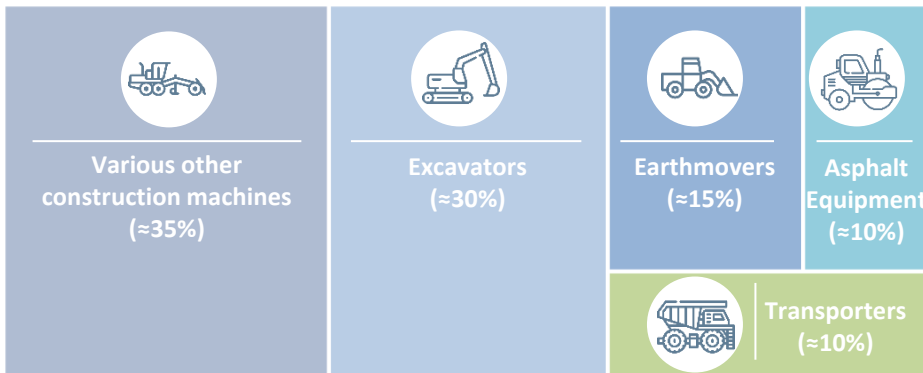 Various other
construction machines
(≈35%)
Excavators
(≈30%)
Earthmovers
(≈15%)
Asphalt
Equipment
(≈10%)
Transporters
(≈10%)